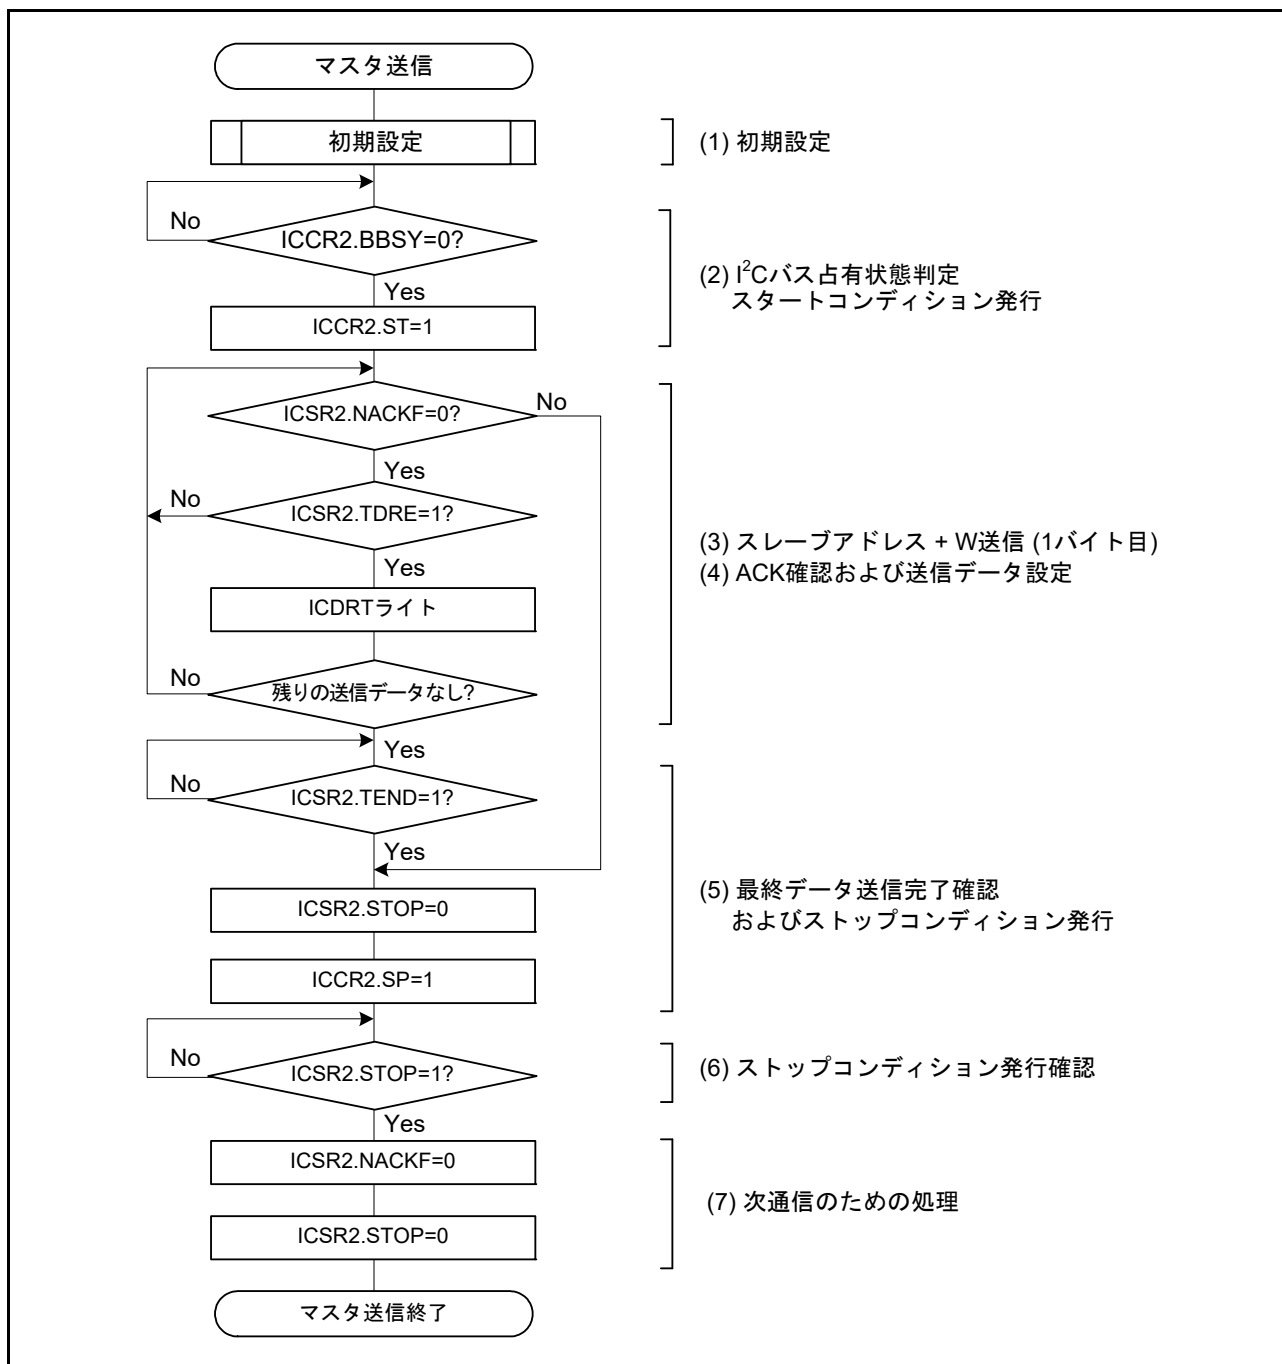 マスタ送信
初期設定
(1) 初期設定
No
ICCR2.BBSY=0?
Yes
(2) I²Cバス占有状態判定
スタートコンディション発行
ICCR2.ST=1
ICSR2.NACKF=0?
No
Yes
No
ICSR2.TDRE=1?
Yes
(3) スレーブアドレス + W送信 (1バイト目)
(4) ACK確認および送信データ設定
ICDRTライト
No
残りの送信データなし?
Yes
No
ICSR2.TEND=1?
Yes
(5) 最終データ送信完了確認
およびストップコンディション発行
ICSR2.STOP=0
ICCR2.SP=1
No
ICSR2.STOP=1?
(6) ストップコンディション発行確認
Yes
ICSR2.NACKF=0
(7) 次通信のための処理
ICSR2.STOP=0
マスタ送信終了